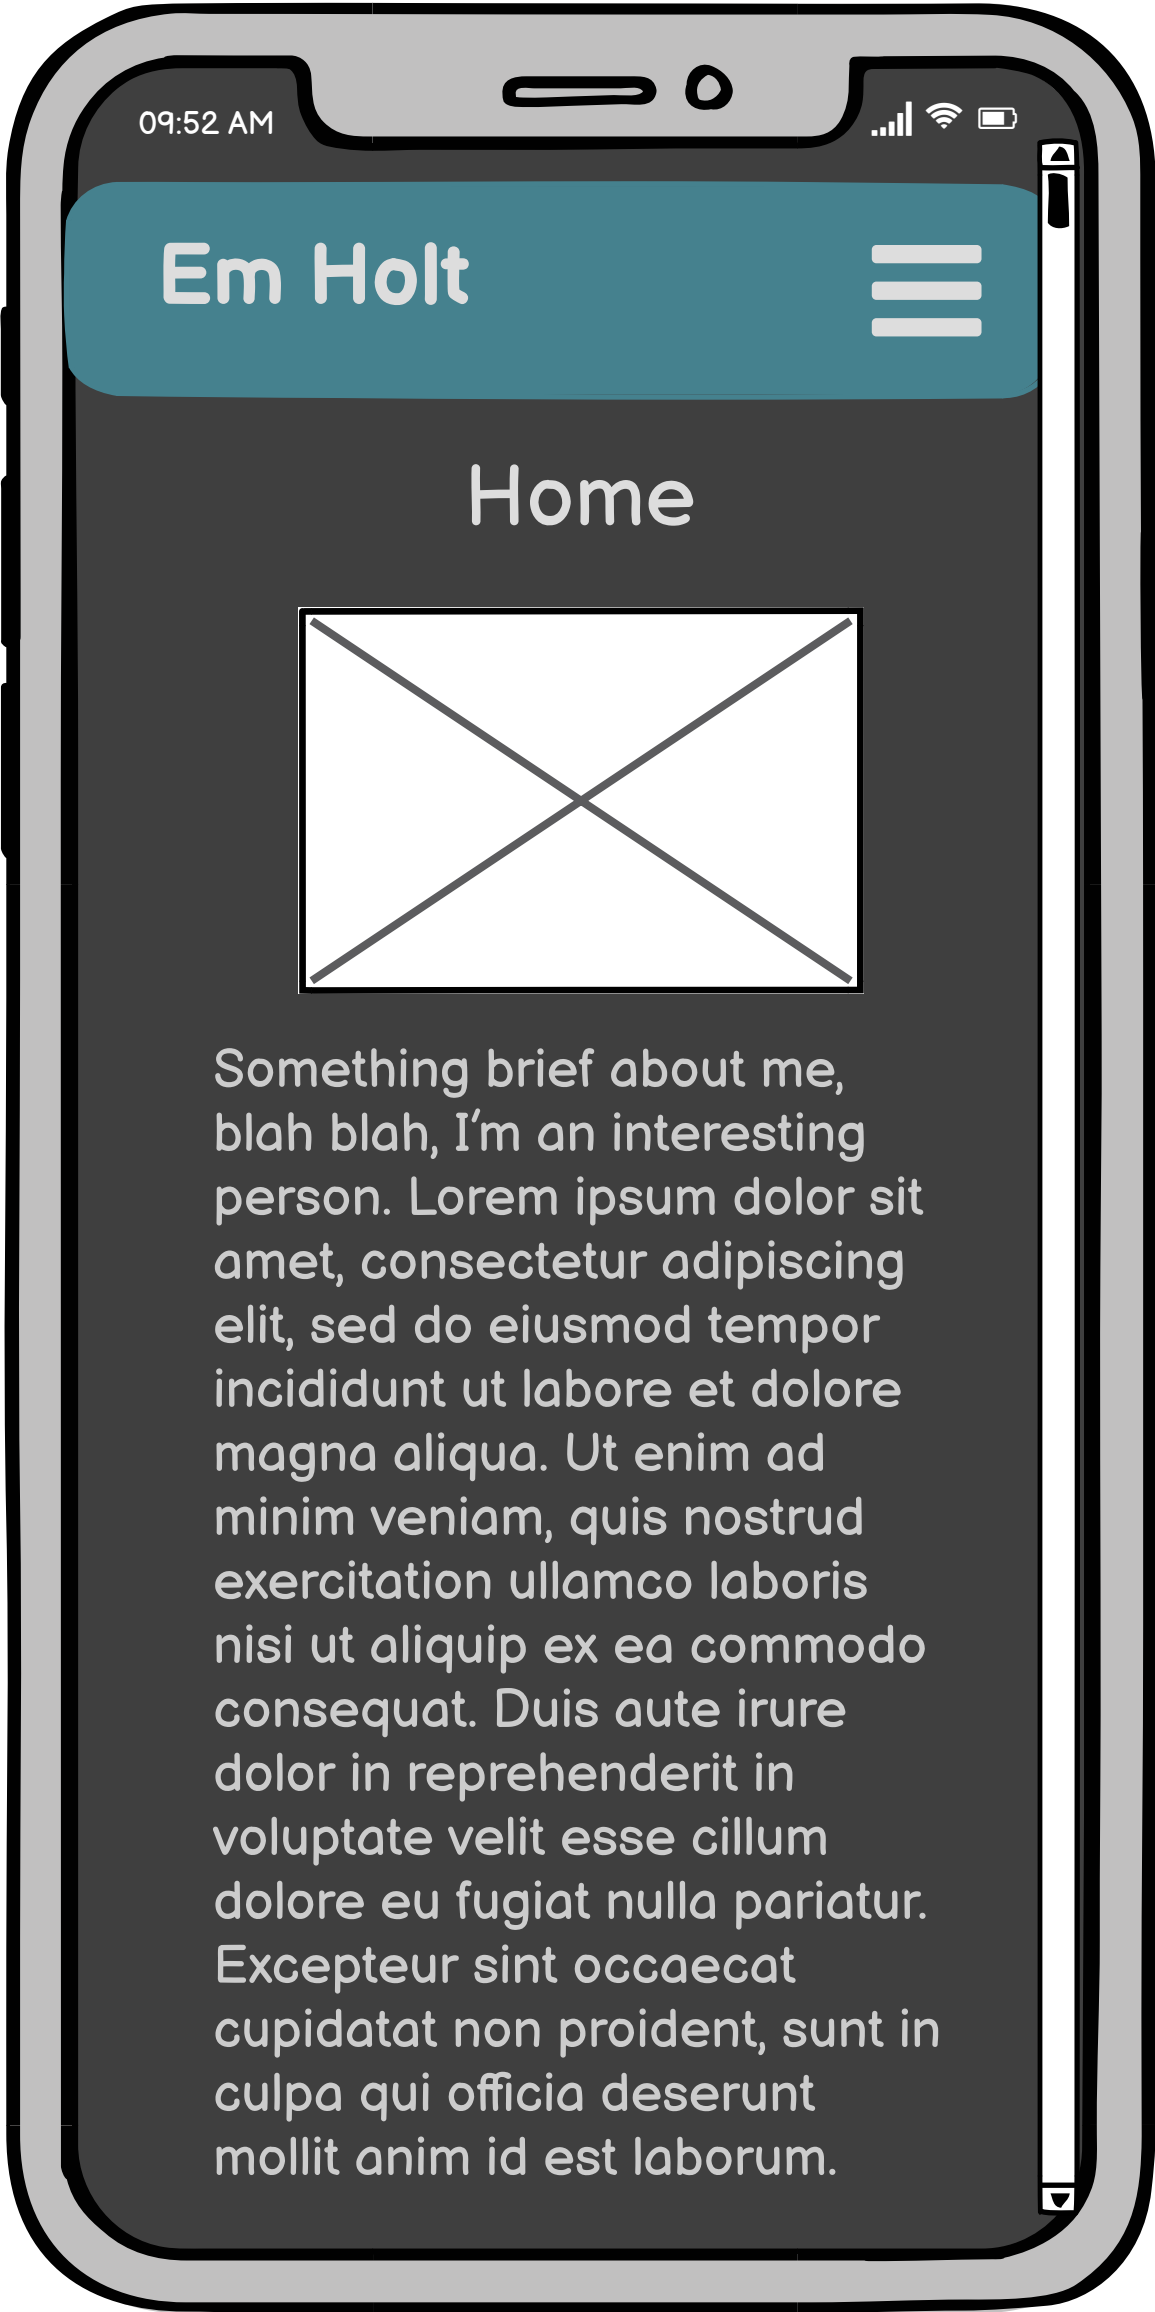 09:52 AM
Em Holt
Home
Something brief about me,
blah blah, I'm an interesting
person. Lorem ipsum dolor sit
amet, consectetur adipiscing
elit, sed do eiusmod tempor
incididunt ut labore et dolore
magna aliqua. Ut enim ad
minim veniam, quis nostrud
exercitation ullamco laboris
nisi ut aliquip ex ea commodo
consequat. Duis aute irure
dolor in reprehenderit in
voluptate velit esse cillum
dolore eu fugiat nulla pariatur.
Excepteur sint occaecat
cupidatat non proident, sunt in
culpa qui officia deserunt
mollit anim id est laborum.